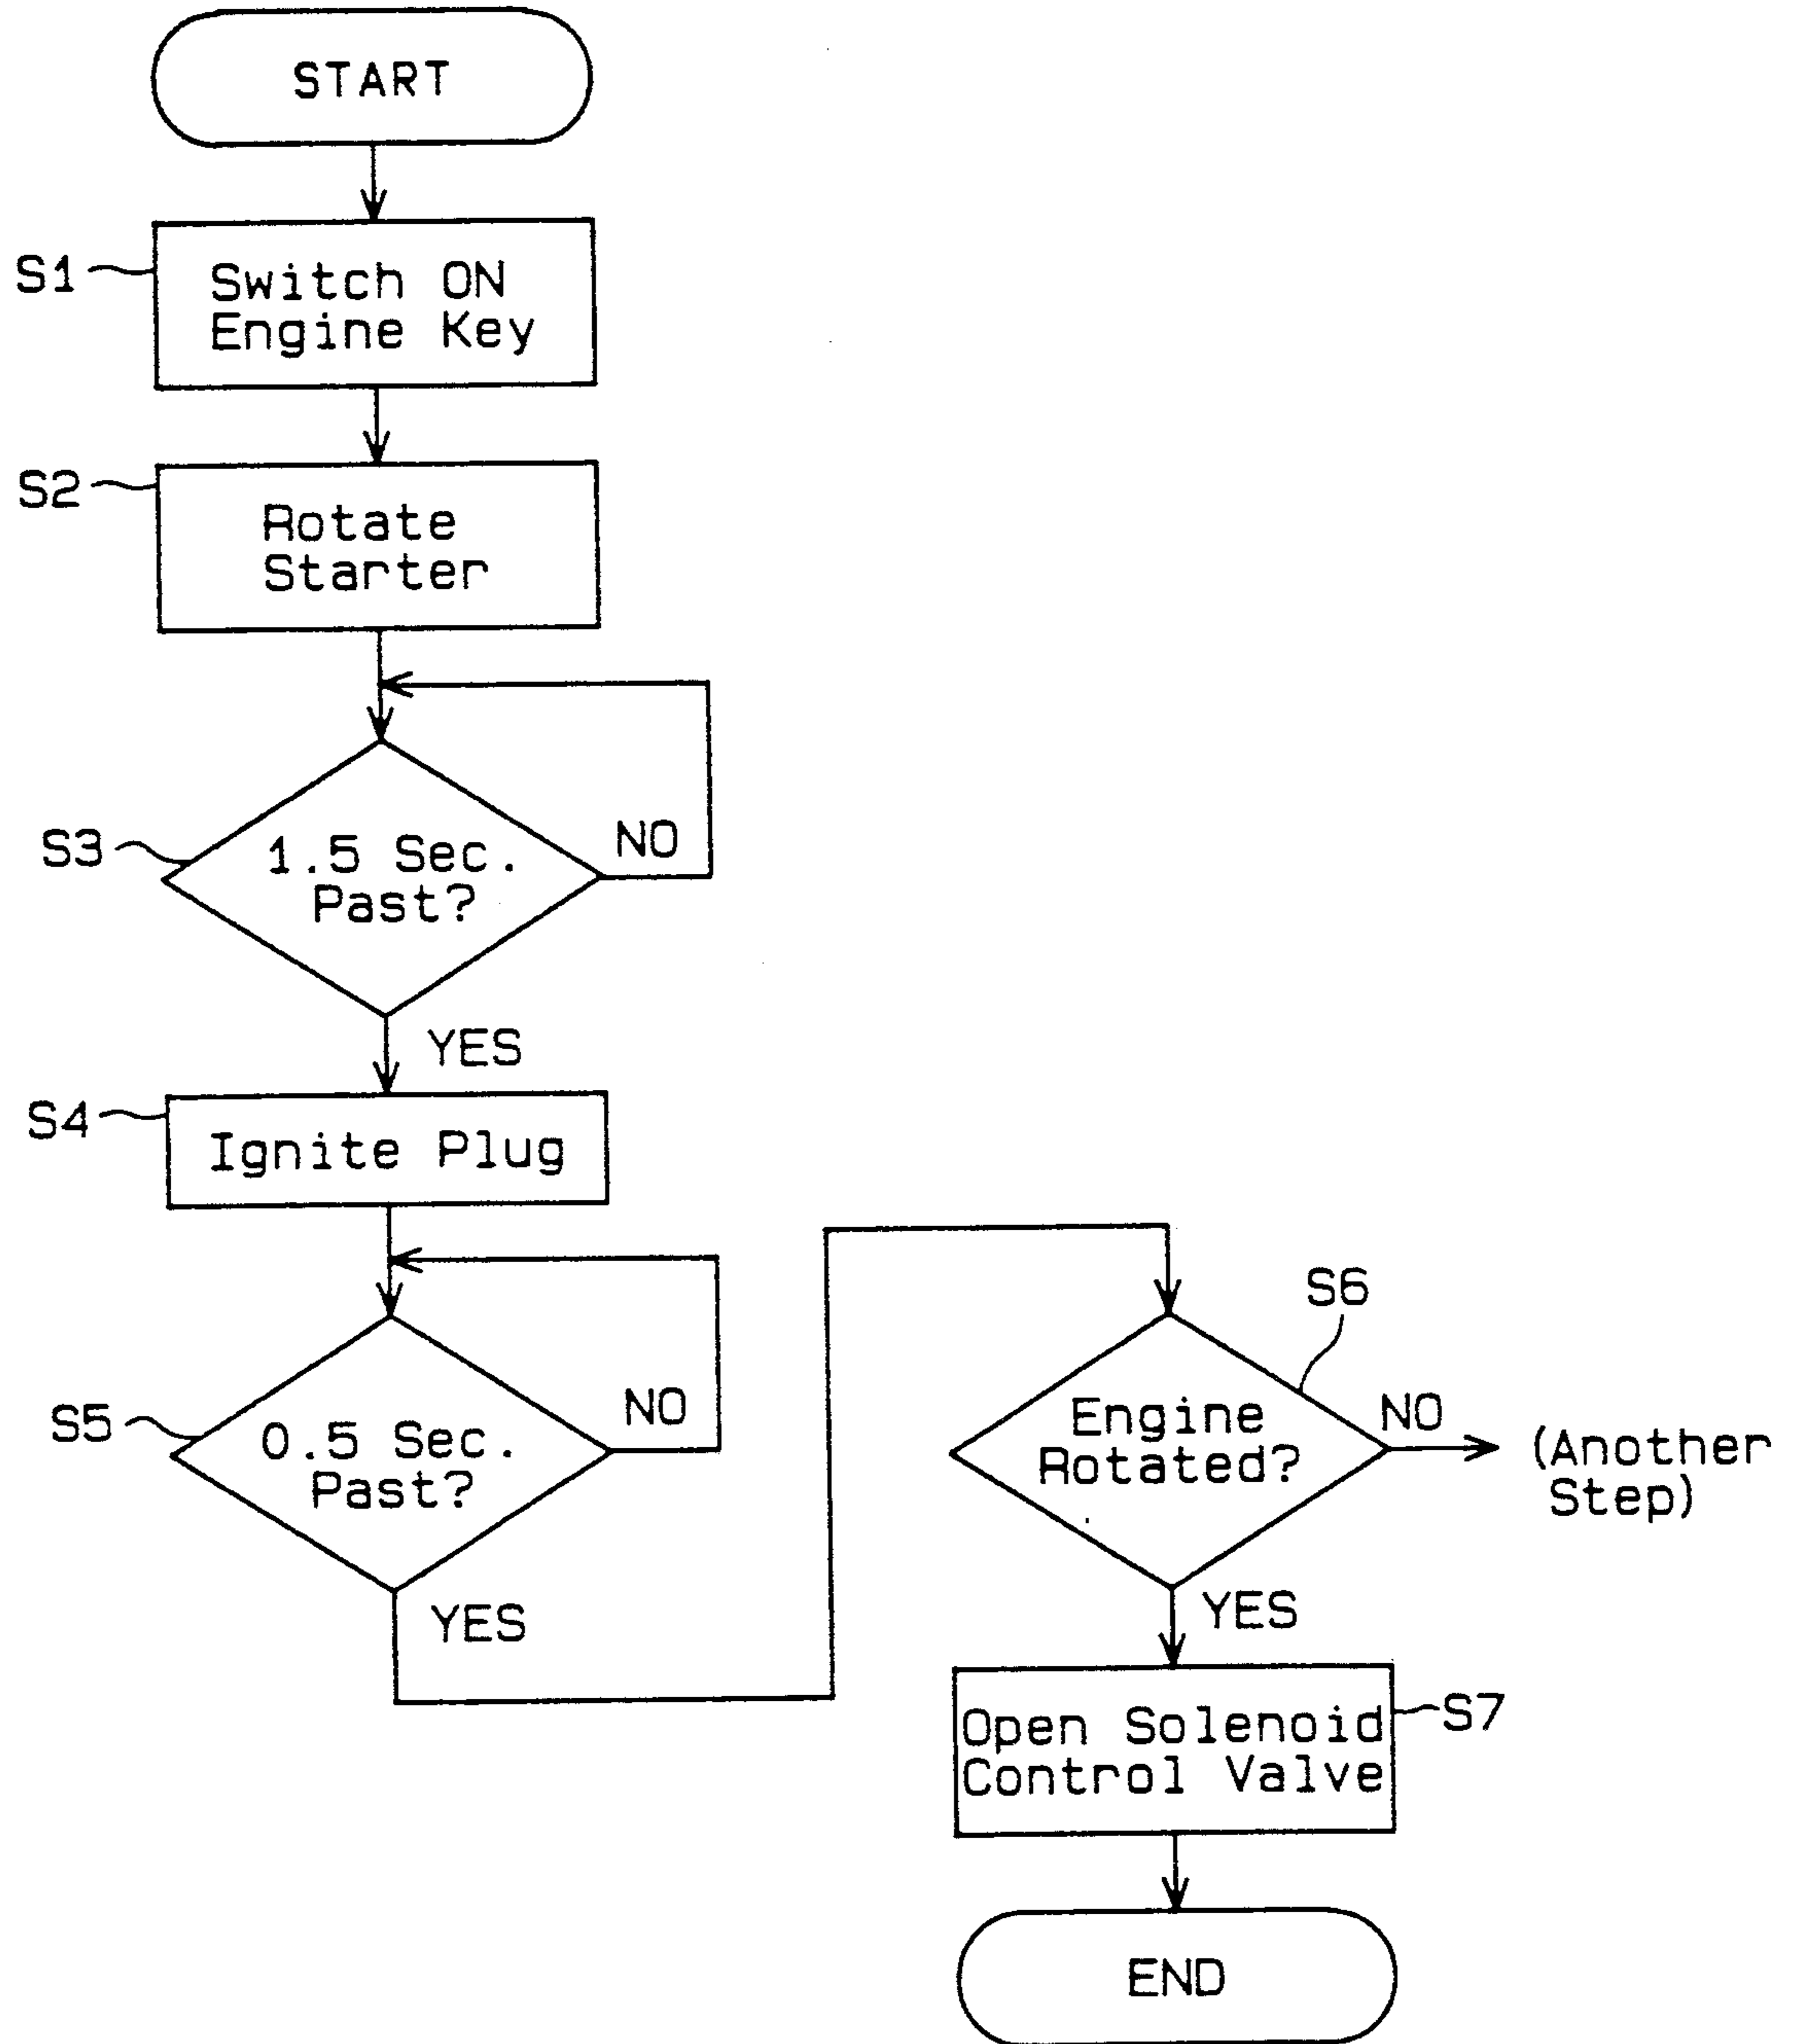 START
S1
Switch ON
Engine Key
S2
Rotate
Starter
S3
1.5 Sec.
Past?
NO
YES
S4
Ignite Plug
S5
0.5 Sec.
Past?
NO
YES
S6
Engine
Rotated?
NO
(Another
Step)
YES
Open Solenoid
Control Valve
S7
END